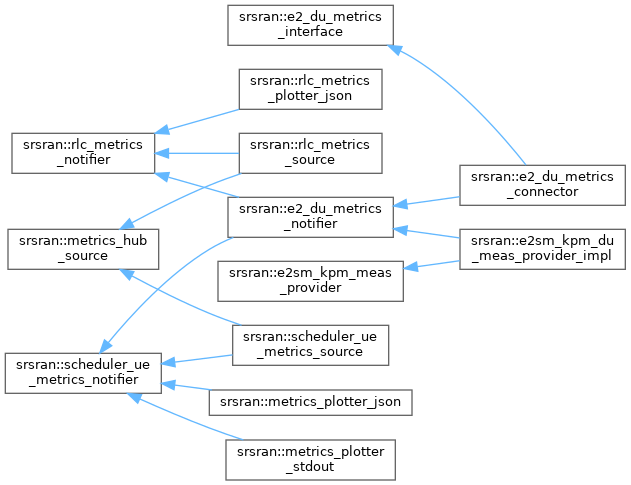 srsran::e2_du_metrics
_interface
srsran::rlc_metrics
_plotter_json
srsran::rlc_metrics
_notifier
srsran::rlc_metrics
_source
srsran::e2_du_metrics
_connector
srsran::e2_du_metrics
_notifier
srsran::metrics_hub
_source
srsran::e2sm_kpm_du
_meas_provider_impl
srsran::e2sm_kpm_meas
_provider
srsran::scheduler_ue
_metrics_source
srsran::scheduler_ue
_metrics_notifier
srsran::metrics_plotter_json
srsran::metrics_plotter
_stdout